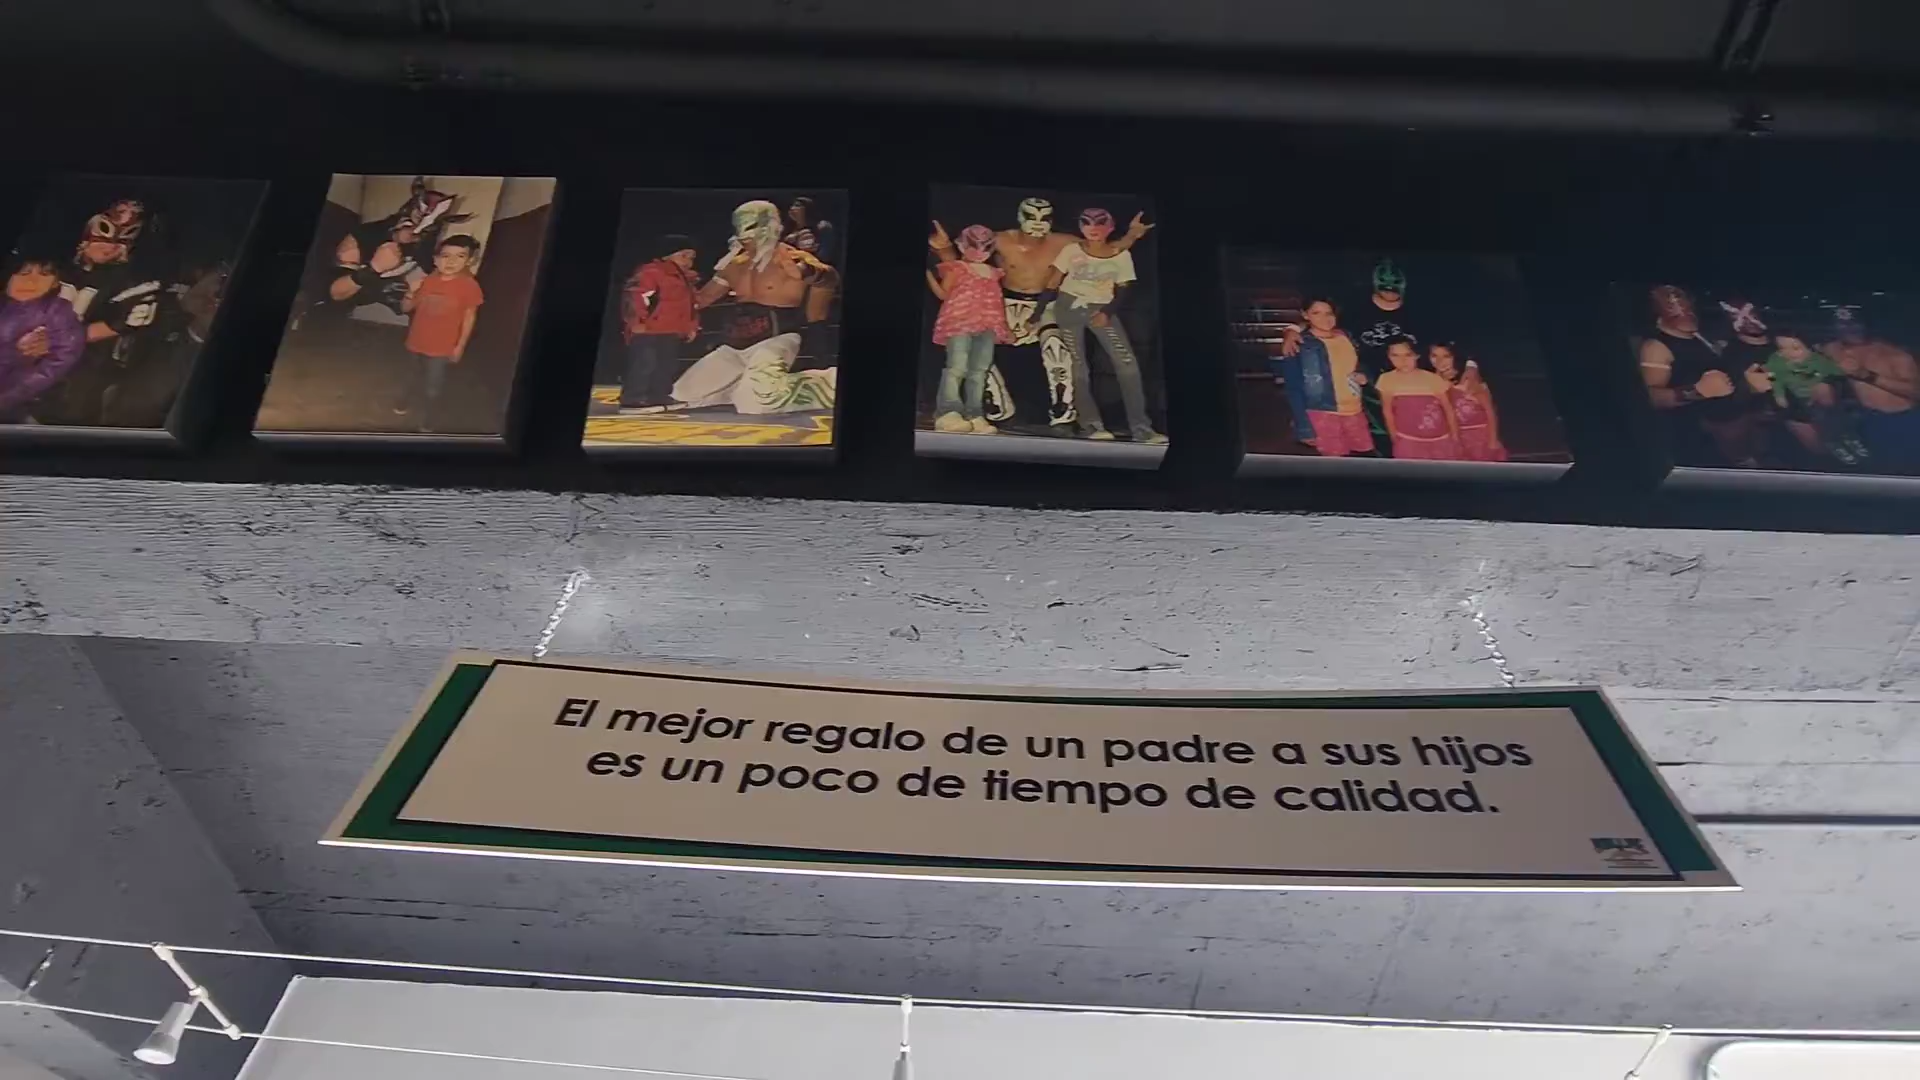 El mejor regalo de un padre a sus hijos
es un poco de tiempo de calidad.